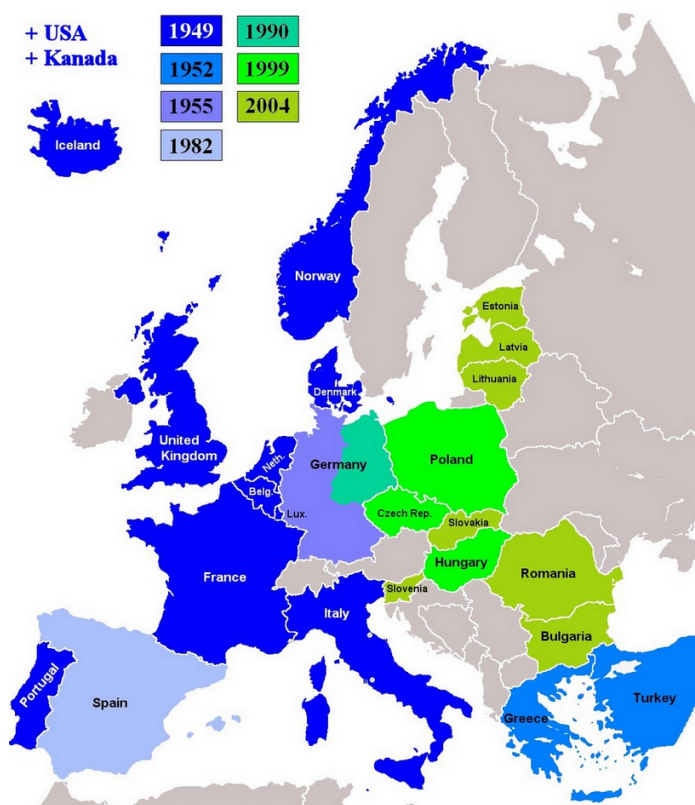 + USA
+ Kanada
1949
1990
1952
1999
1955
2004
1982
Iceland
Norway
Estonia
Latvia
Lithuania
Denmark
United
Kingdom
Neth.
Germany
Poland
Belg.
Lux.
Czech Rep.
Slovakia
Hungary
France
Romania
Slovenia
Italy
Bulgaria
Portugal
Spain
Greece
Turkey